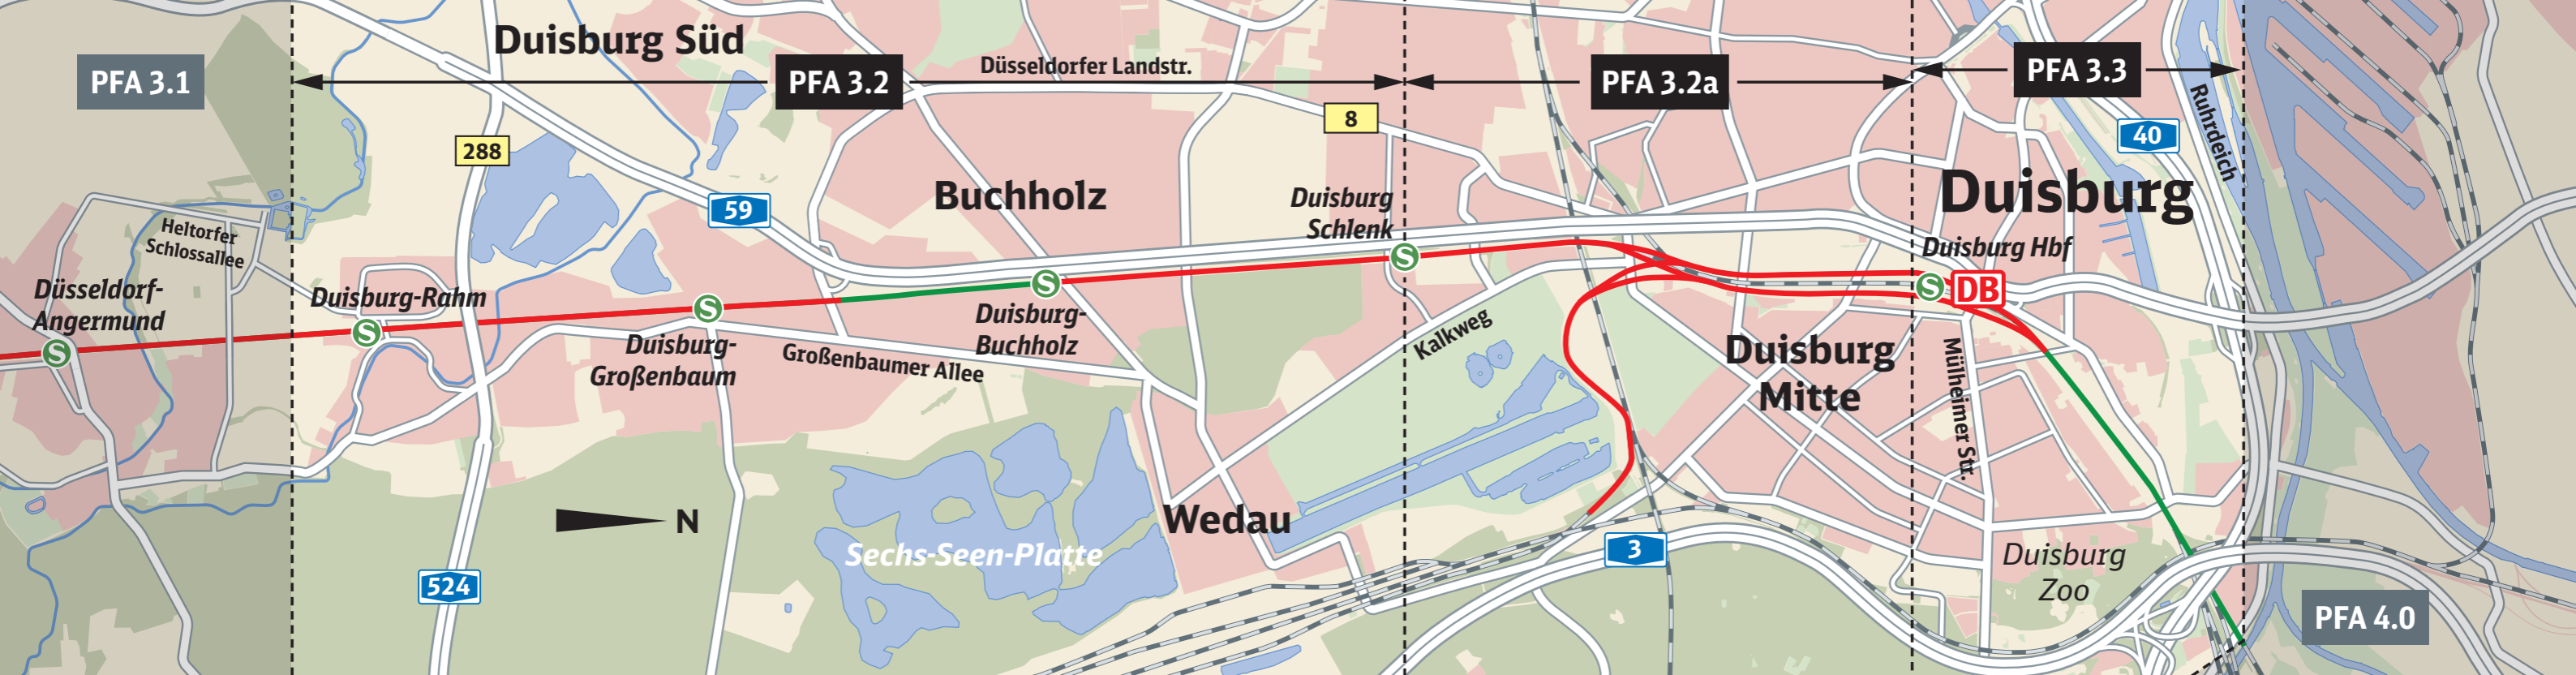 PFA 3.1
Duisburg Süd
PFA 3.2
Düsseldorfer Landstr.
PFA 3.2a
PFA 3.3
8
288
59
40
Ruhrdeich
Buchholz
Duisburg
Schlenk
Duisburg
Duisburg Hbf
Heltorfer
Schlossallee
Düsseldorf-
Angermund
S
Duisburg-Rahm
S
S
Duisburg-
Großenbaum
Großenbaumer Allee
S
Duisburg-
Buchholz
S
Kalkweg
S
DB
Duisburg
Mitte
Mülheimer Str.
N
Wedau
Sechs-Seen-Platte
524
3
Duisburg
Zoo
PFA 4.0